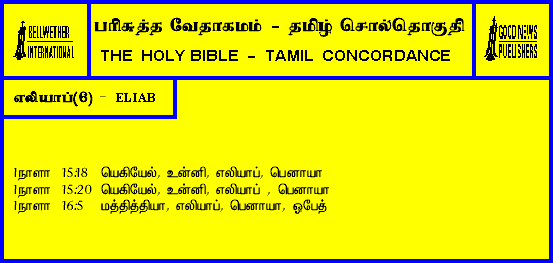 BELLWETHER
INTERNATIONAL
பரிசுத்த வேதாகமம் - தமிழ் சொல்தொகுதி
THE HOLY BIBLE - TAMIL CONCORDANCE
GOOD NEWS
PUBLISHERS
எலியாப்(6) - ELIAB
1நாளா 15:18 யெகியேல், உன்னி, எலியாப், பெனாயா
1நாளா 15:20 யெகியேல், உன்னி, எலியாப் , பெனாயா
1நாளா 16:5 மத்தித்தியா, எலியாப், பெனாயா, ஒபேத்